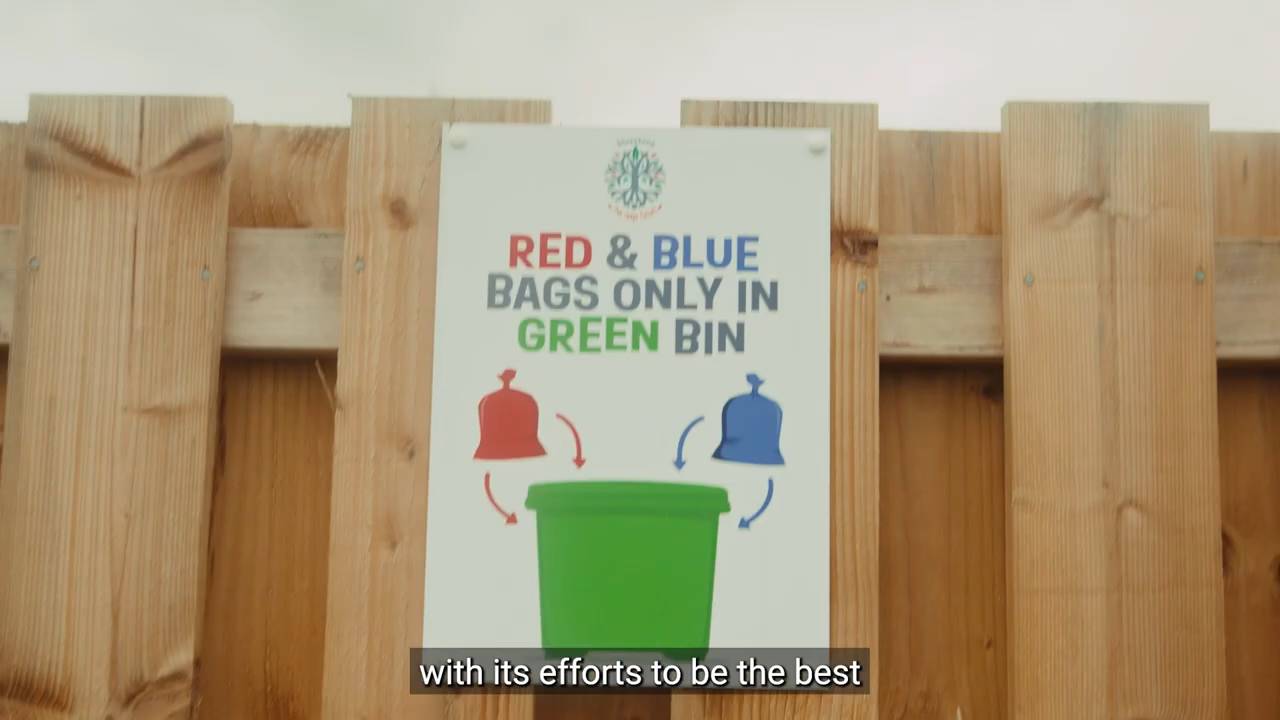 RED & BLUE
BAGS ONLY IN
GREEN BIN
with its efforts to be the best